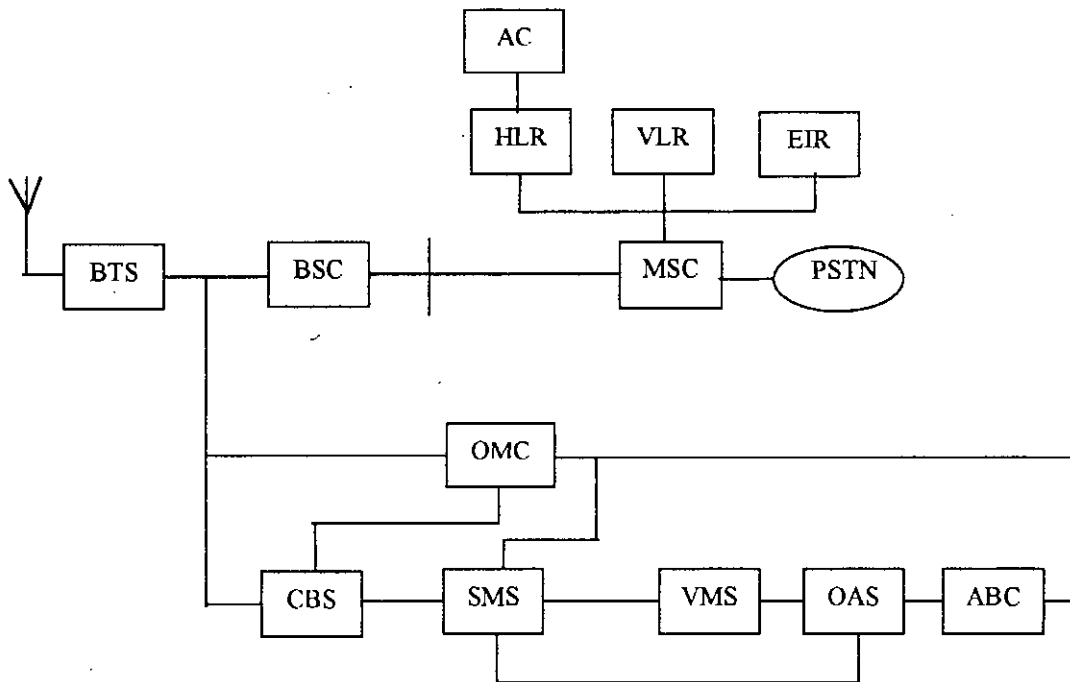 AC
HLR
VLR
EIR
BTS
BSC
MSC
PSTN
OMC
CBS
SMS
VMS
OAS
ABC